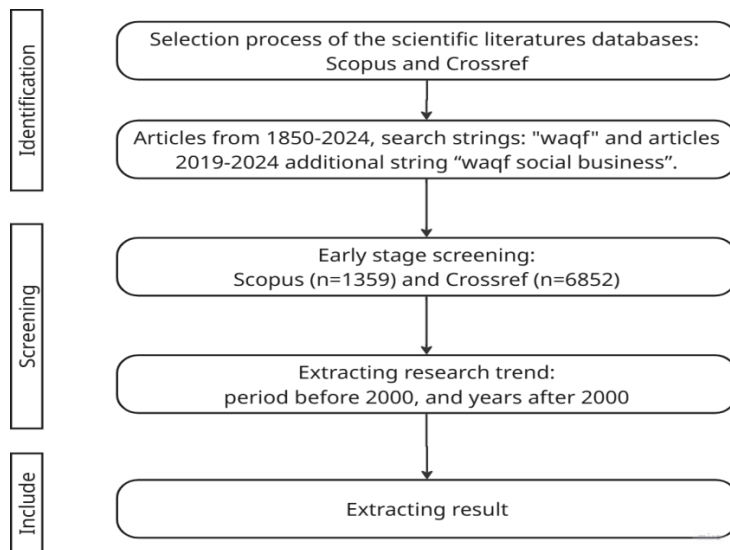 Identification
Selection process of the scientific literatures databases:
Scopus and Crossref
Articles from 1850-2024, search strings: "waqf" and articles
2019-2024 additional string “waqf social business”.
Screening
Early stage screening:
Scopus (n=1359) and Crossref (n=6852)
Extracting research trend:
period before 2000, and years after 2000
Include
Extracting result